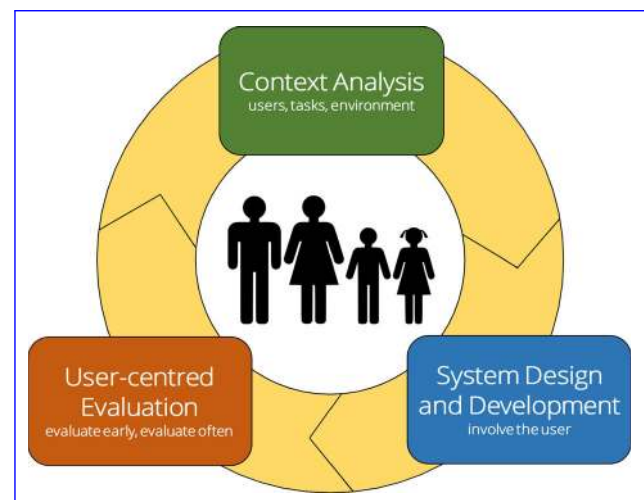 Context Analysis
users, tasks, environment
User-centred
Evaluation
evaluate early, evaluate often
System Design
and Development
involve the user